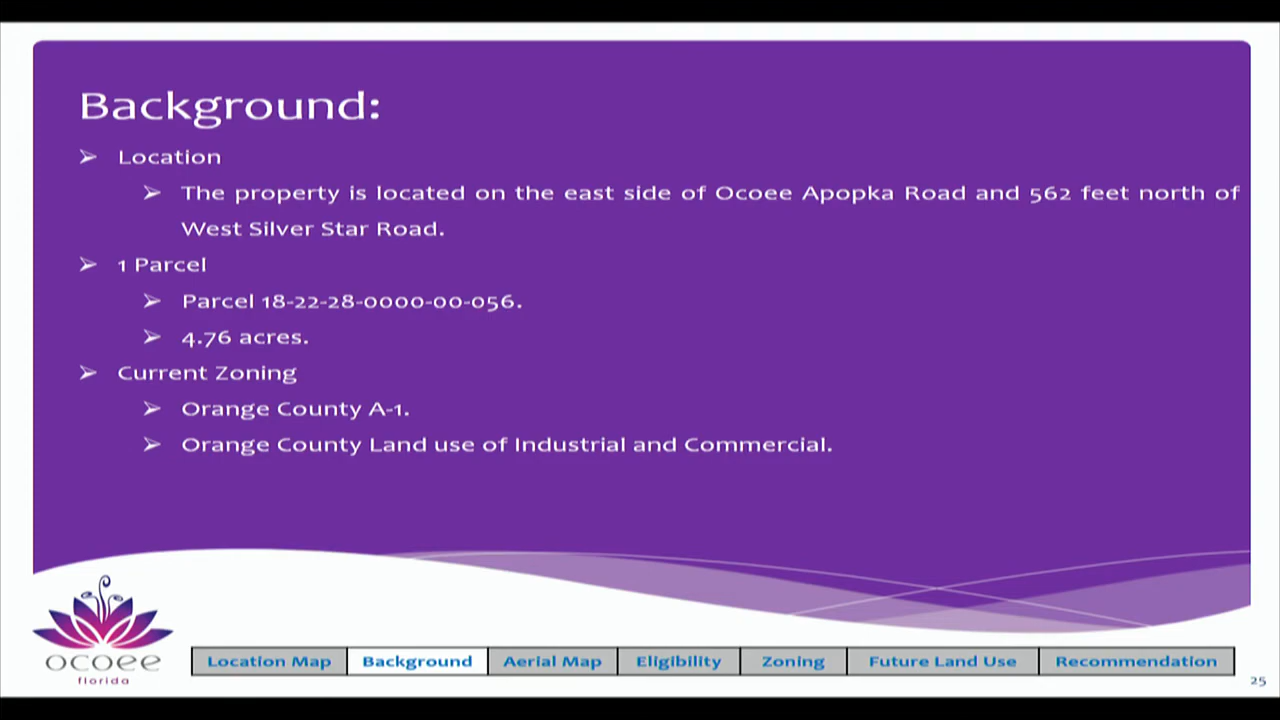 Background:
Location
The property is located on the east side of Ocoee Apopka Road and 562 feet north of
West Silver Star Road.
1 Parcel
Parcel 18-22-28-0000-00-056.
4.76 acres.
Current Zoning
Orange County A-1.
Orange County Land use of Industrial and Commercial.
ocoee
florida
Location Map Background Aerial Map Eligibility Zoning Future Land Use Recommendation
25